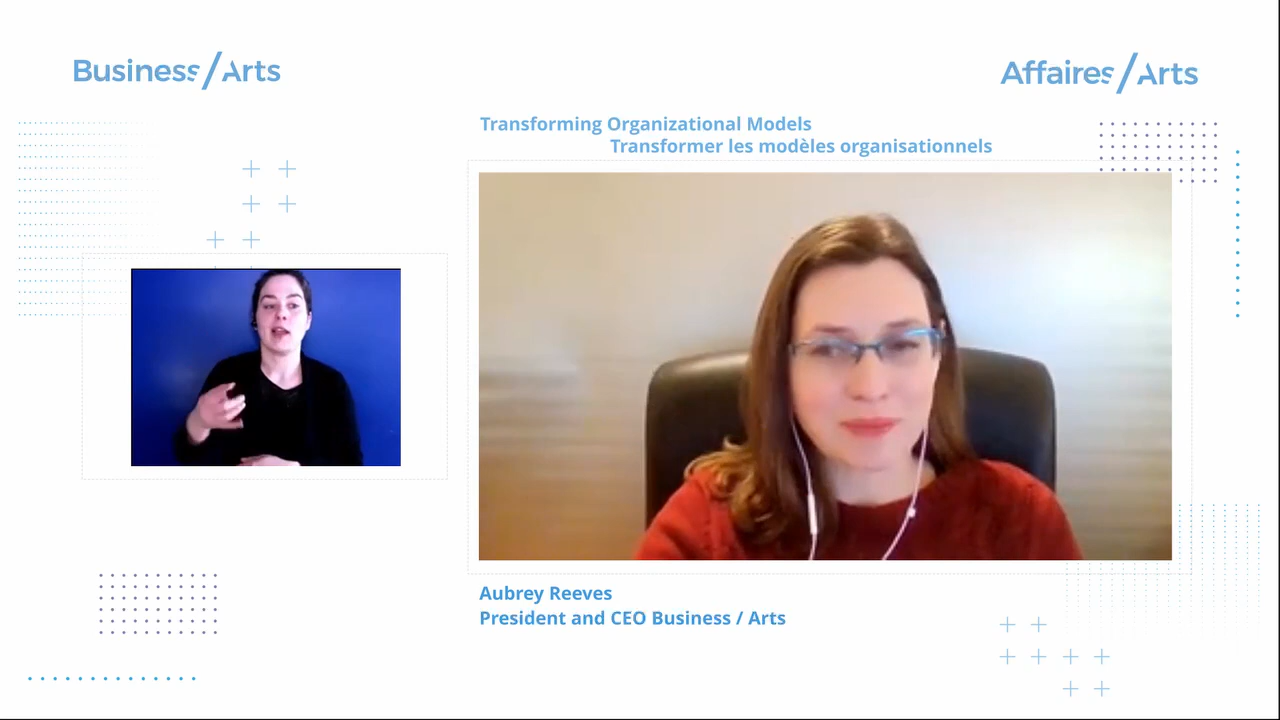 Business/Arts
Affaires/Arts
Transforming Organizational Models
Transformer les modèles organisationnels
Aubrey Reeves
President and CEO Business / Arts